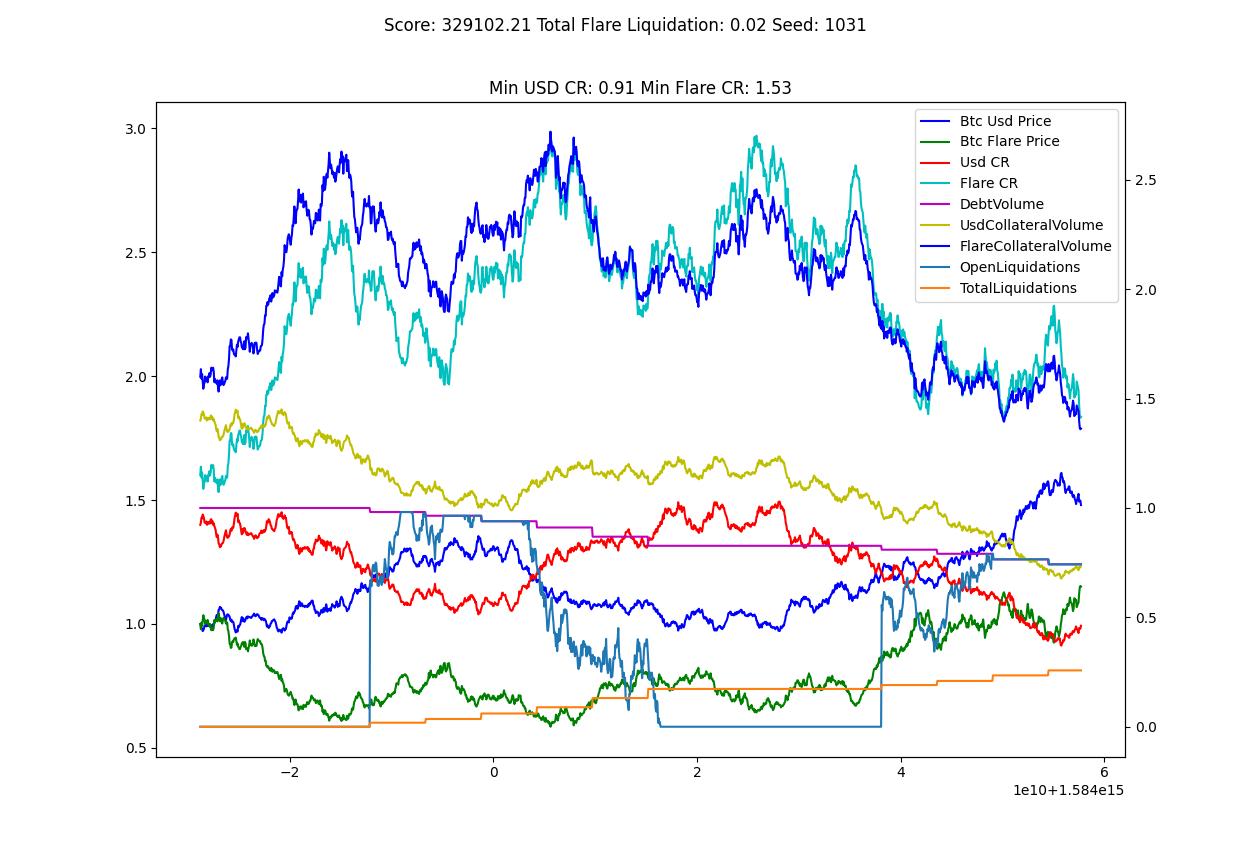 Score: 329102.21 Total Flare Liquidation: 0.02 Seed: 1031
Min USD CR: 0.91 Min Flare CR: 1.53
3.0
2.5
2.0
1.5
1.0
0.5
2.5
2.0
1.5
1.0
0.5
0.0
Btc Usd Price
Btc Flare Price
Usd CR
Flare CR
DebtVolume
UsdCollateralVolume
FlareCollateralVolume
OpenLiquidations
TotalLiquidations
−2 0 2 4 6
1e10+1.584e15